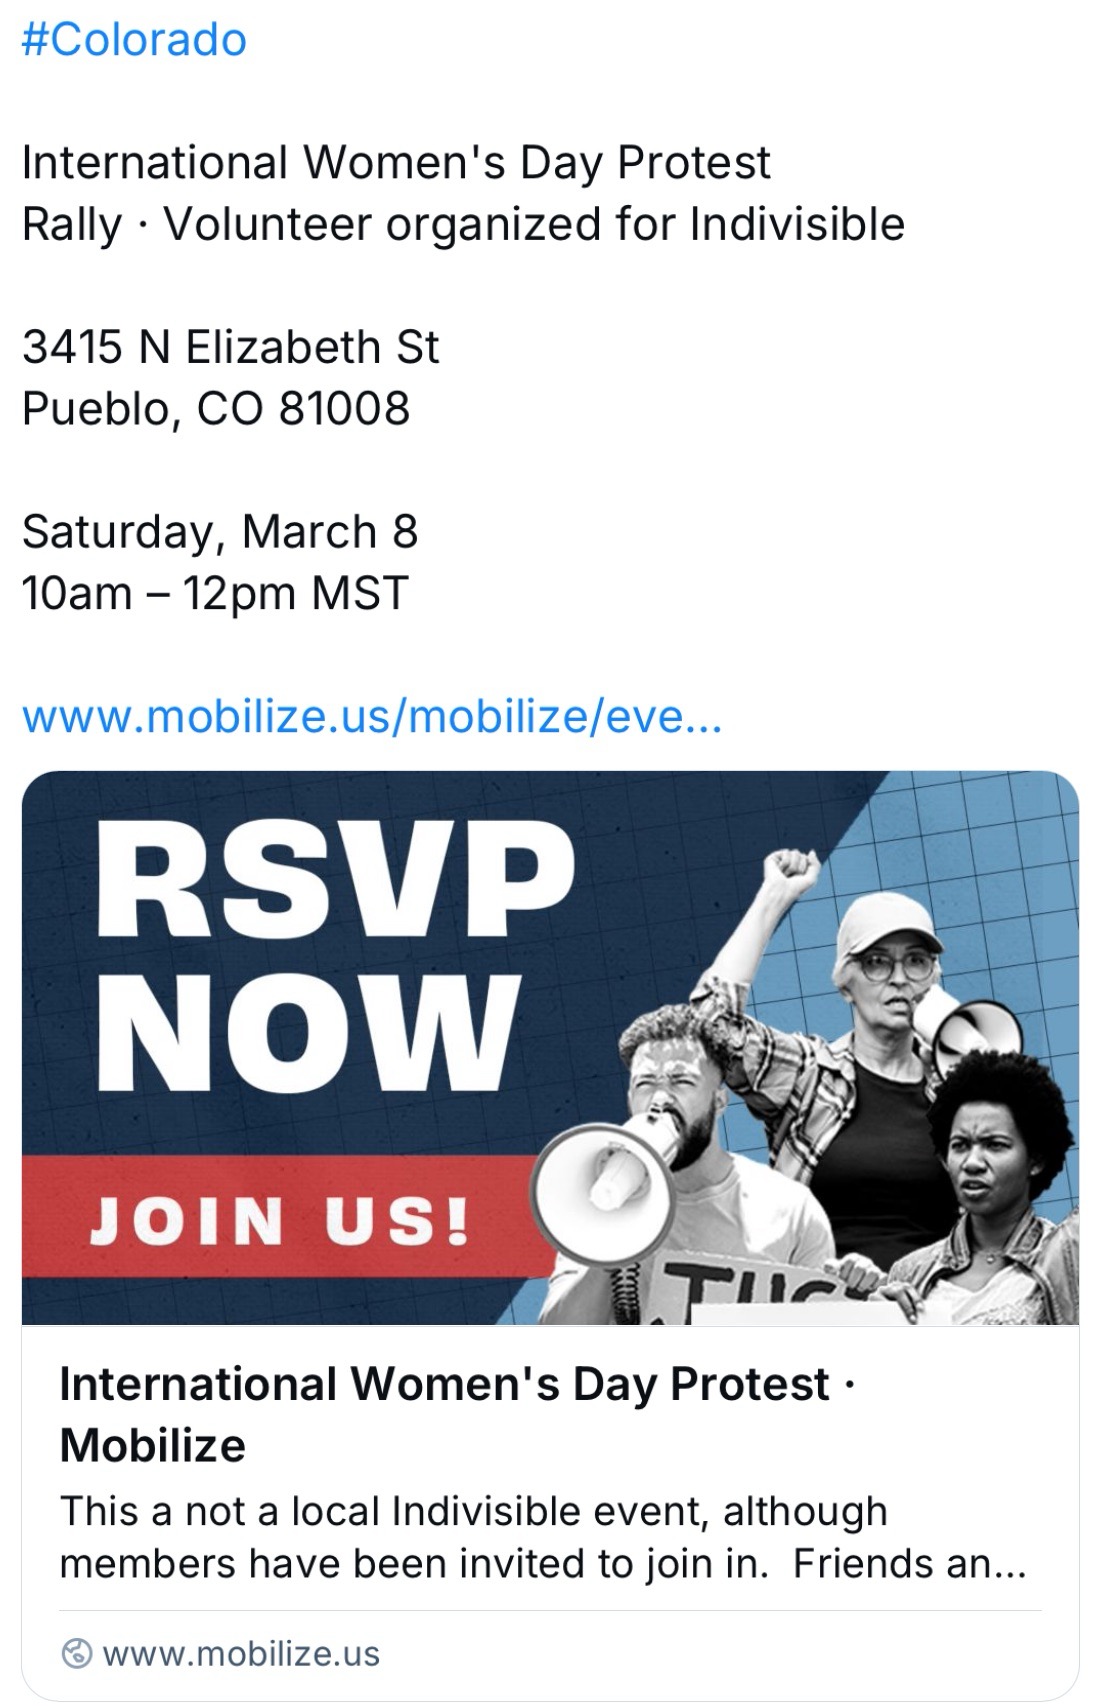 #Colorado
International Women's Day Protest
Rally · Volunteer organized for Indivisible
3415 N Elizabeth St
Pueblo, CO 81008
Saturday, March 8
10am – 12pm MST
www.mobilize.us/mobilize/eve...
RSVP
NOW
JOIN US!
International Women's Day Protest ·
Mobilize
This a not a local Indivisible event, although
members have been invited to join in.  Friends an...
www.mobilize.us